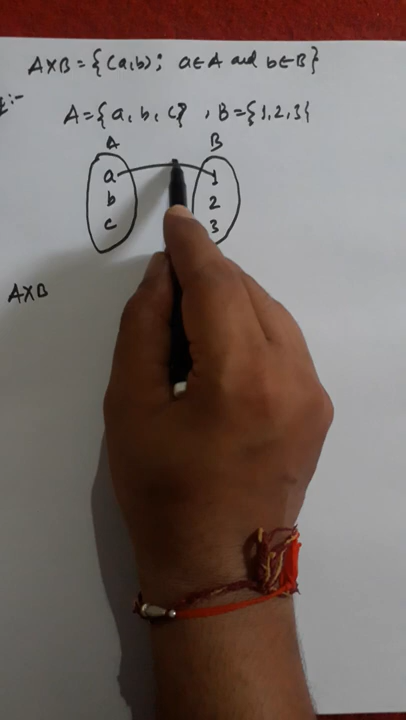 A×B = {(a,b); a∈A and b∈B}
:-
A = {a, b, c} , B = {1,2,3}
A B
a 1
b 2
c 3
A×B